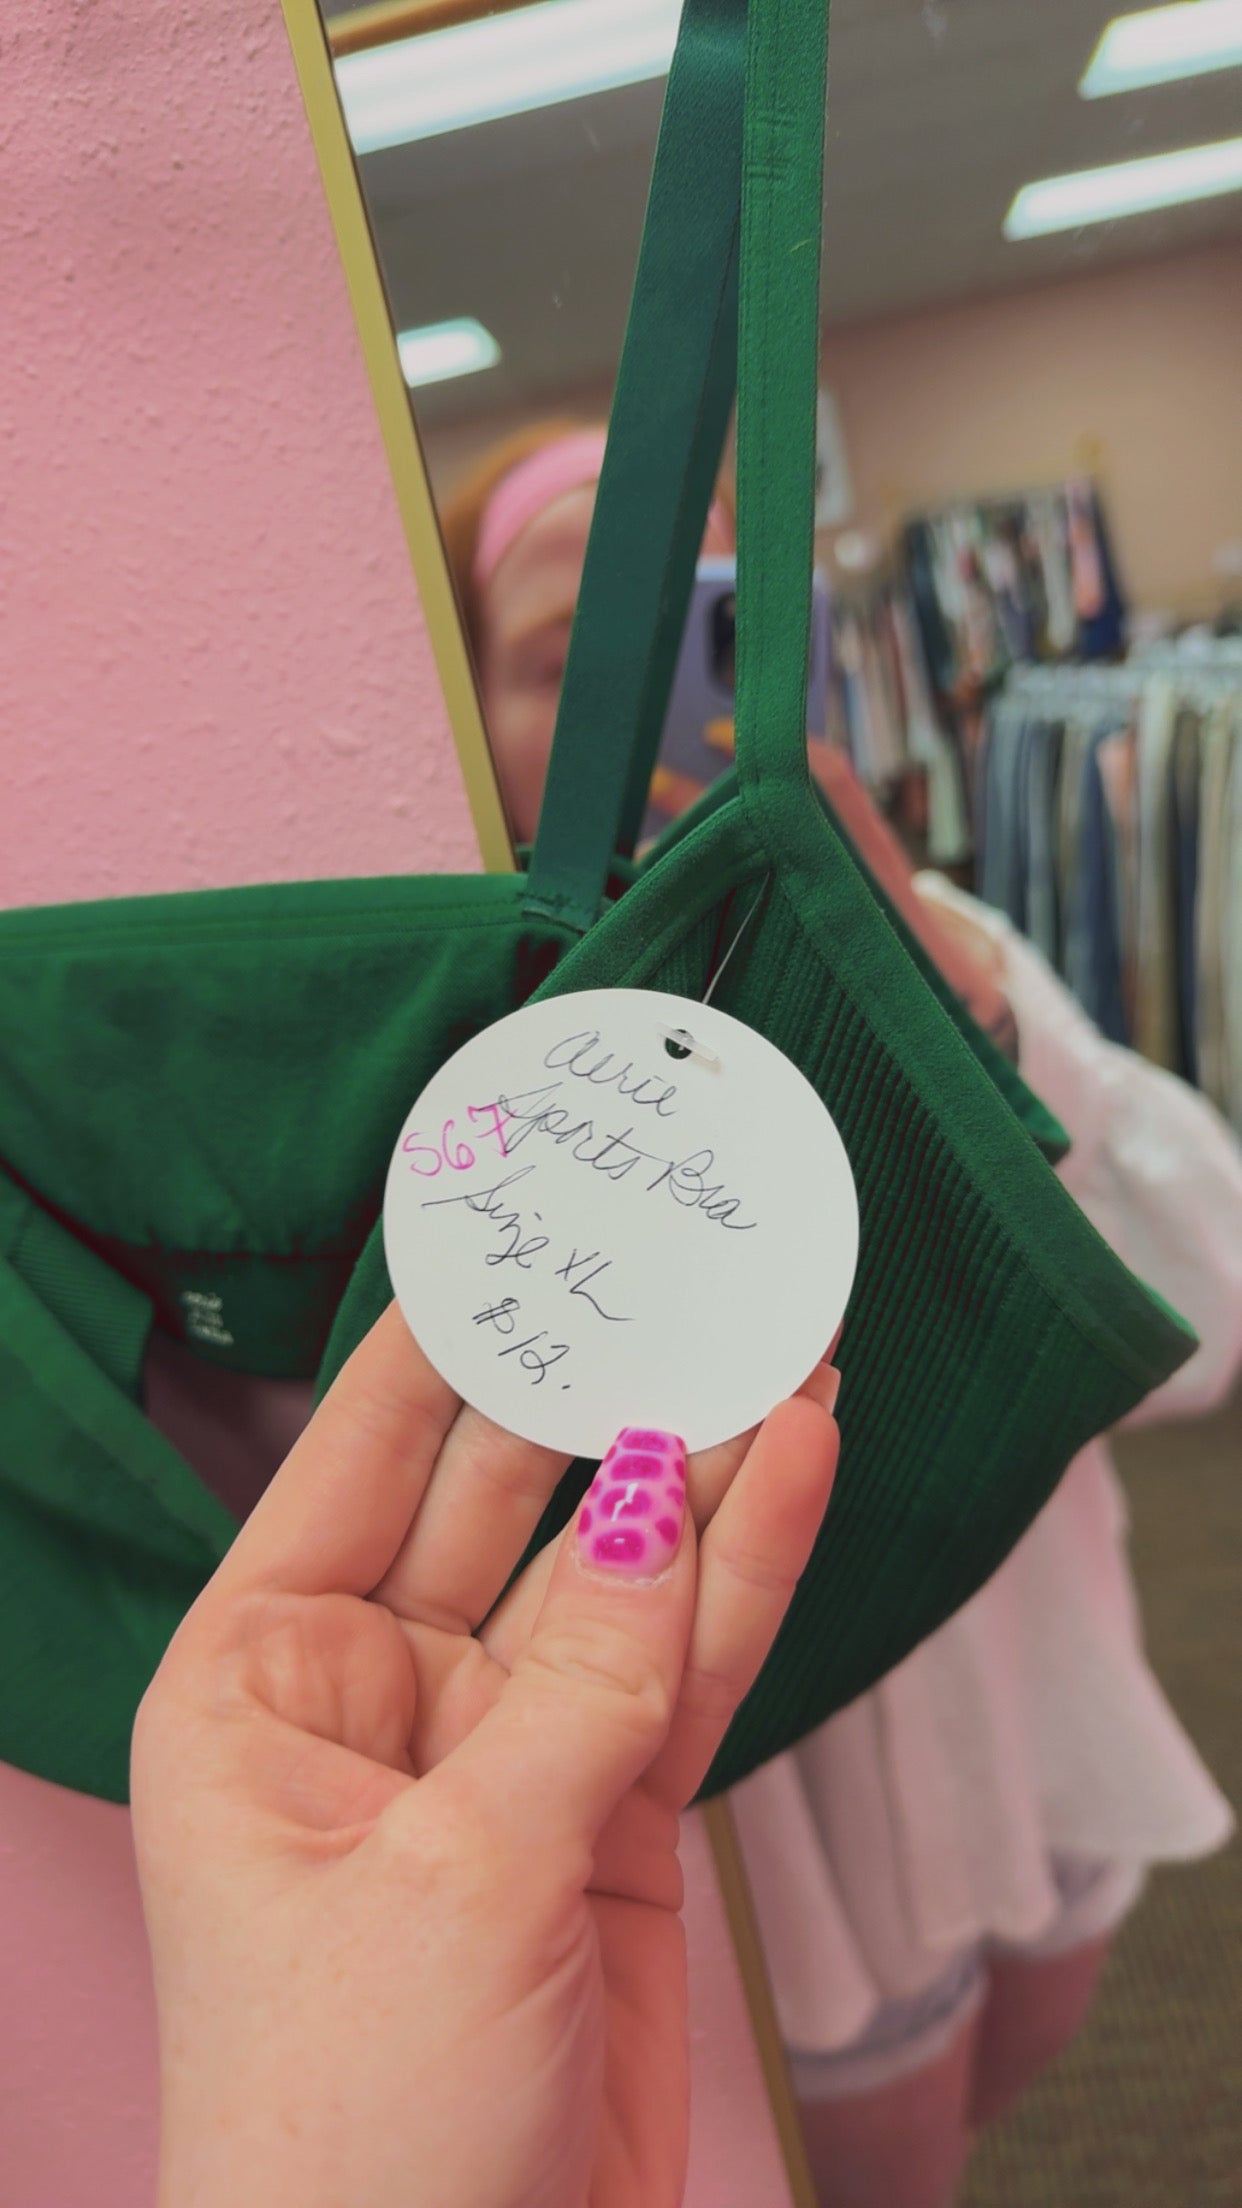 Aerie
567
Sports Bra
Size XL
$12.